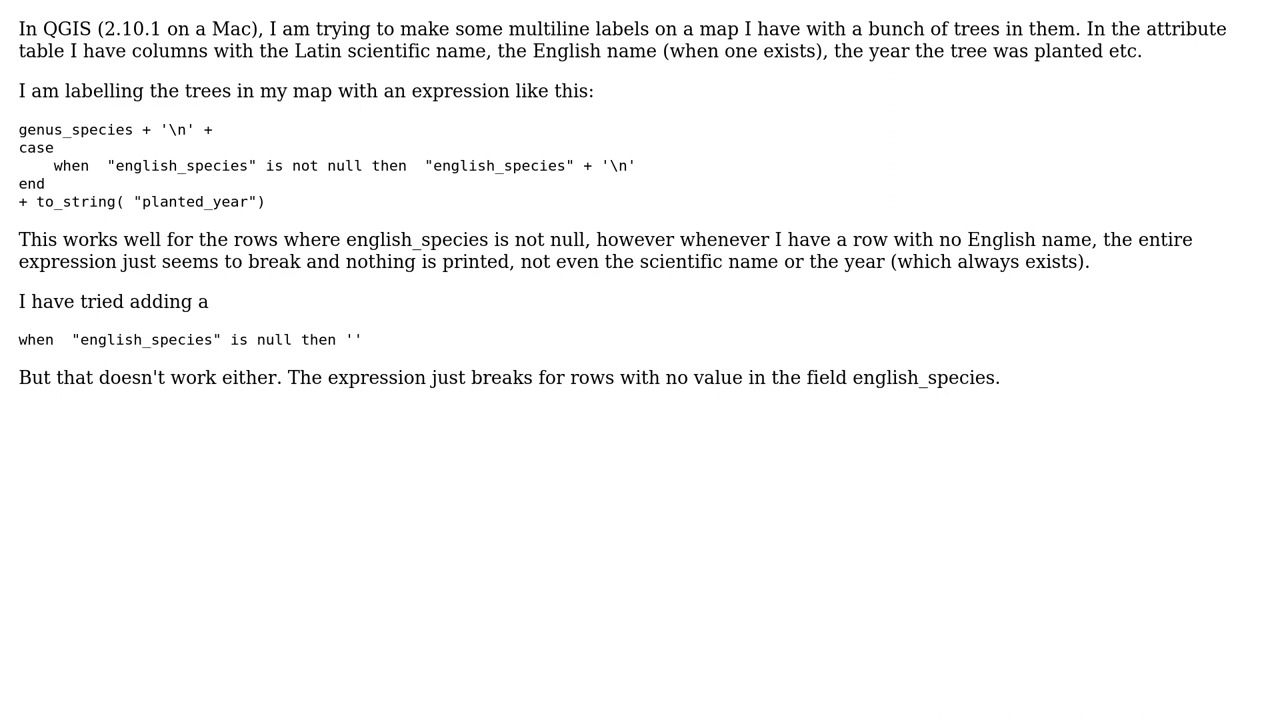 In QGIS (2.10.1 on a Mac), I am trying to make some multiline labels on a map I have with a bunch of trees in them. In the attribute
table I have columns with the Latin scientific name, the English name (when one exists), the year the tree was planted etc.
I am labelling the trees in my map with an expression like this:
genus_species + '\n' +
case
    when  "english_species" is not null then  "english_species" + '\n'
end
+ to_string( "planted_year")
This works well for the rows where english_species is not null, however whenever I have a row with no English name, the entire
expression just seems to break and nothing is printed, not even the scientific name or the year (which always exists).
I have tried adding a
when  "english_species" is null then ''
But that doesn't work either. The expression just breaks for rows with no value in the field english_species.